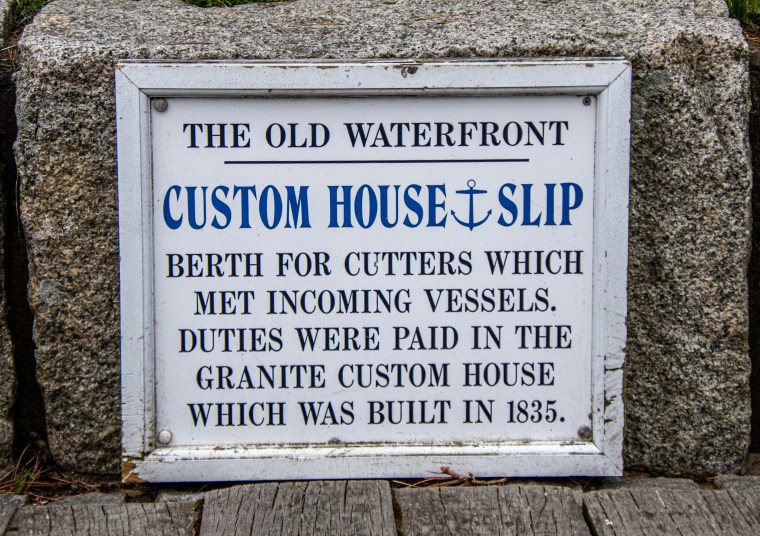 THE OLD WATERFRONT
CUSTOM HOUSE SLIP
BERTH FOR CUTTERS WHICH
MET INCOMING VESSELS.
DUTIES WERE PAID IN THE
GRANITE CUSTOM HOUSE
WHICH WAS BUILT IN 1835.